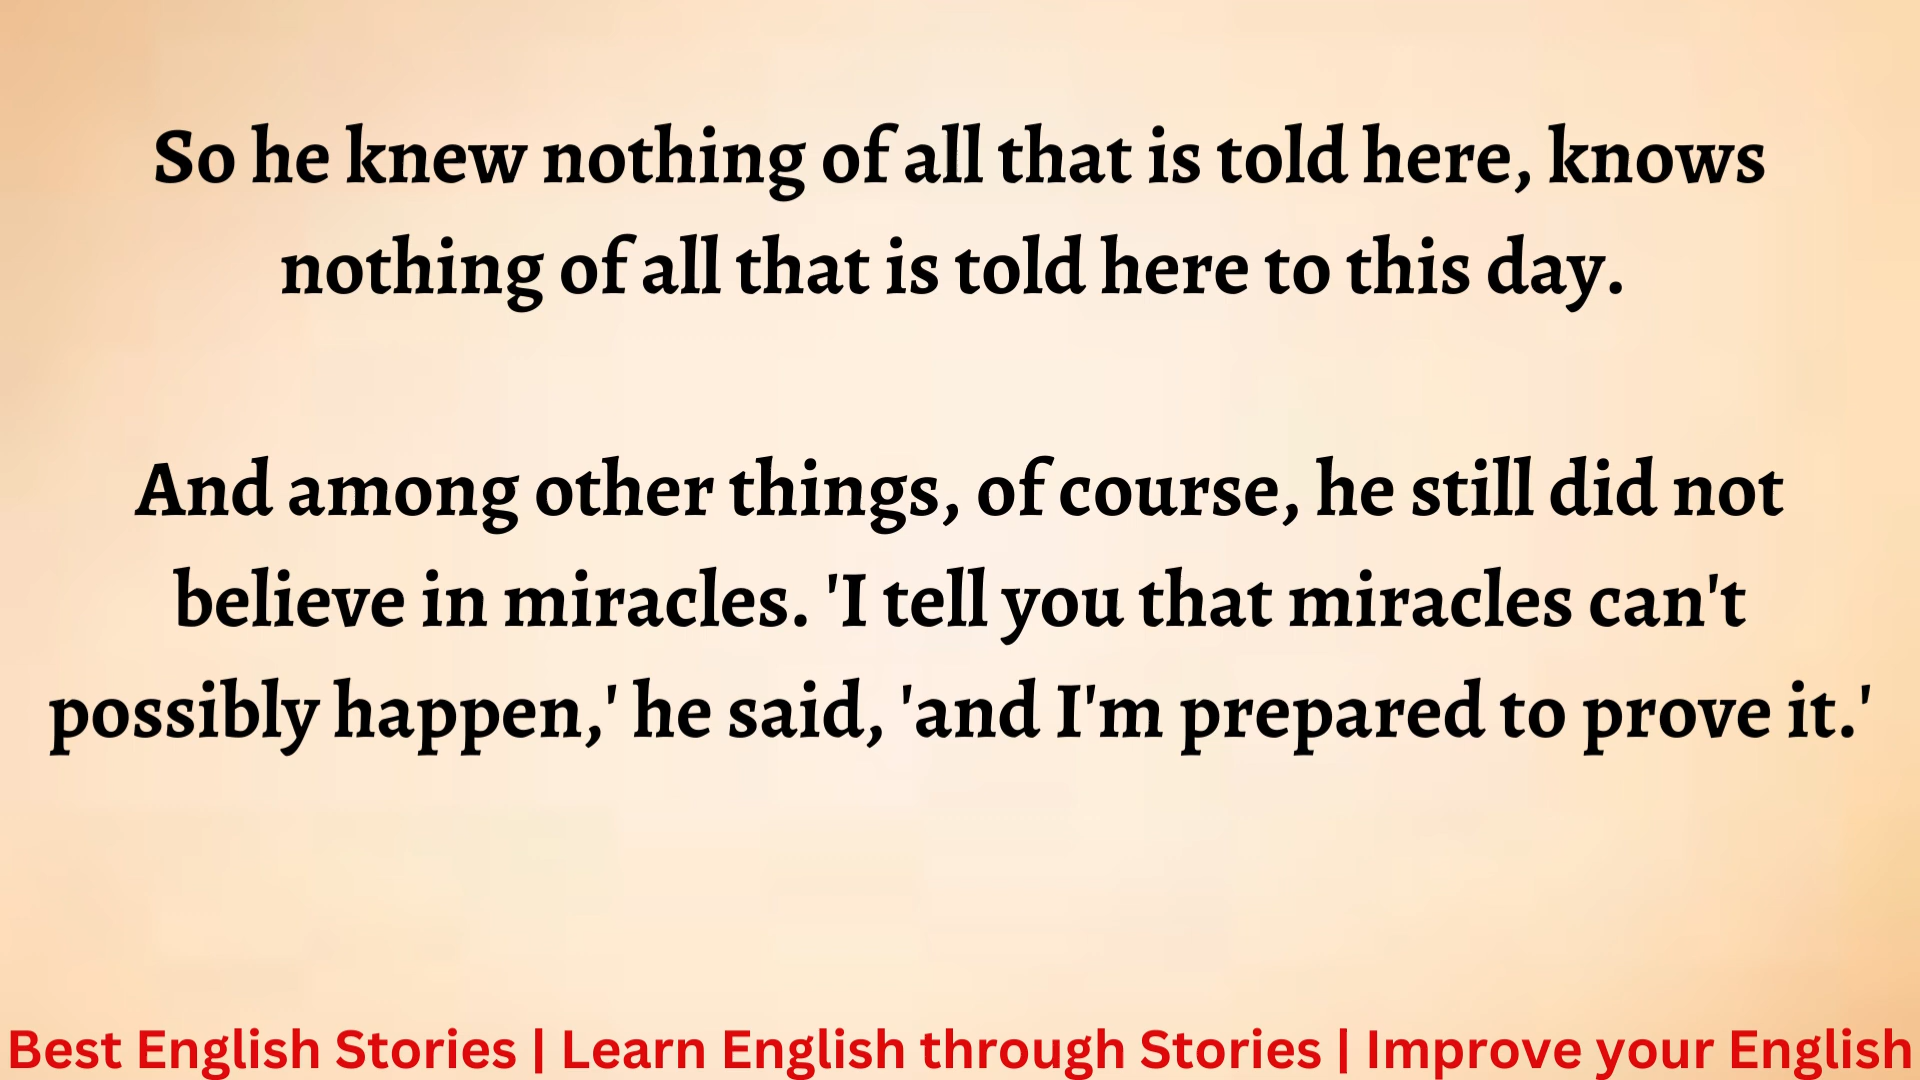 So he knew nothing of all that is told here, knows
nothing of all that is told here to this day.
And among other things, of course, he still did not
believe in miracles. 'I tell you that miracles can't
possibly happen,' he said, 'and I'm prepared to prove it.'
Best English Stories | Learn English through Stories | Improve your English